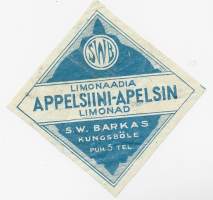 SWB
LIMONAADIA
APPELSIINI-APELSIN
LIMONAD
S.W. BARKAS
KUNGSBÖLE
PUH. 5 TEL.